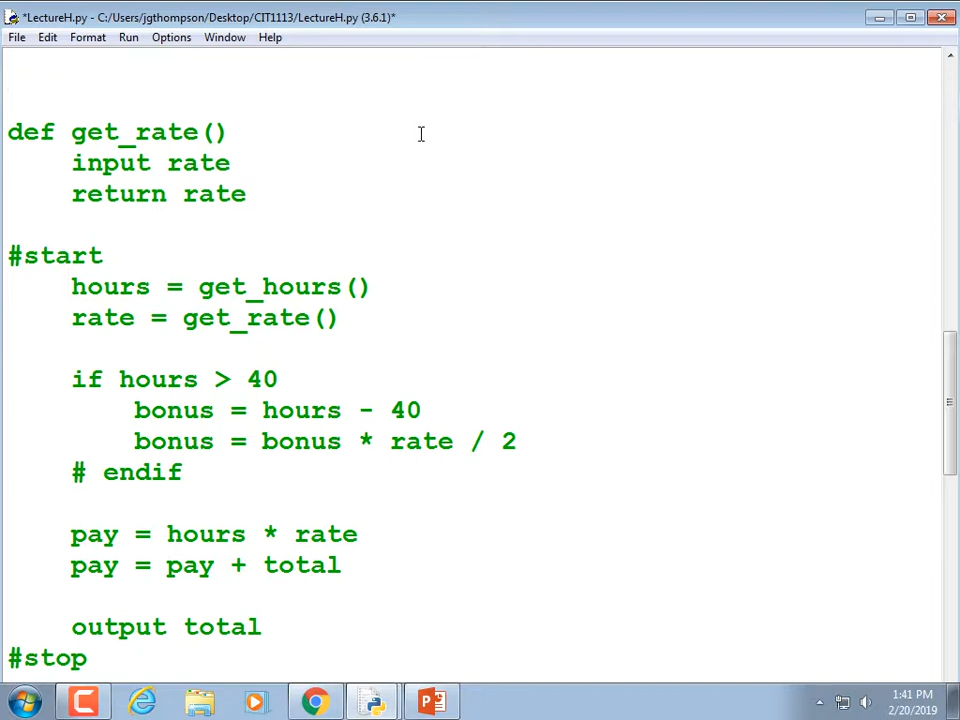 *LectureH.py - C:/Users/jgthompson/Desktop/CIT1113/LectureH.py (3.6.1)*
File Edit Format Run Options Window Help
def get_rate()
    input rate
    return rate
#start
    hours = get_hours()
    rate = get_rate()
    if hours > 40
        bonus = hours - 40
        bonus = bonus * rate / 2
    # endif
    pay = hours * rate
    pay = pay + total
    output total
#stop
1:41 PM
2/20/2019